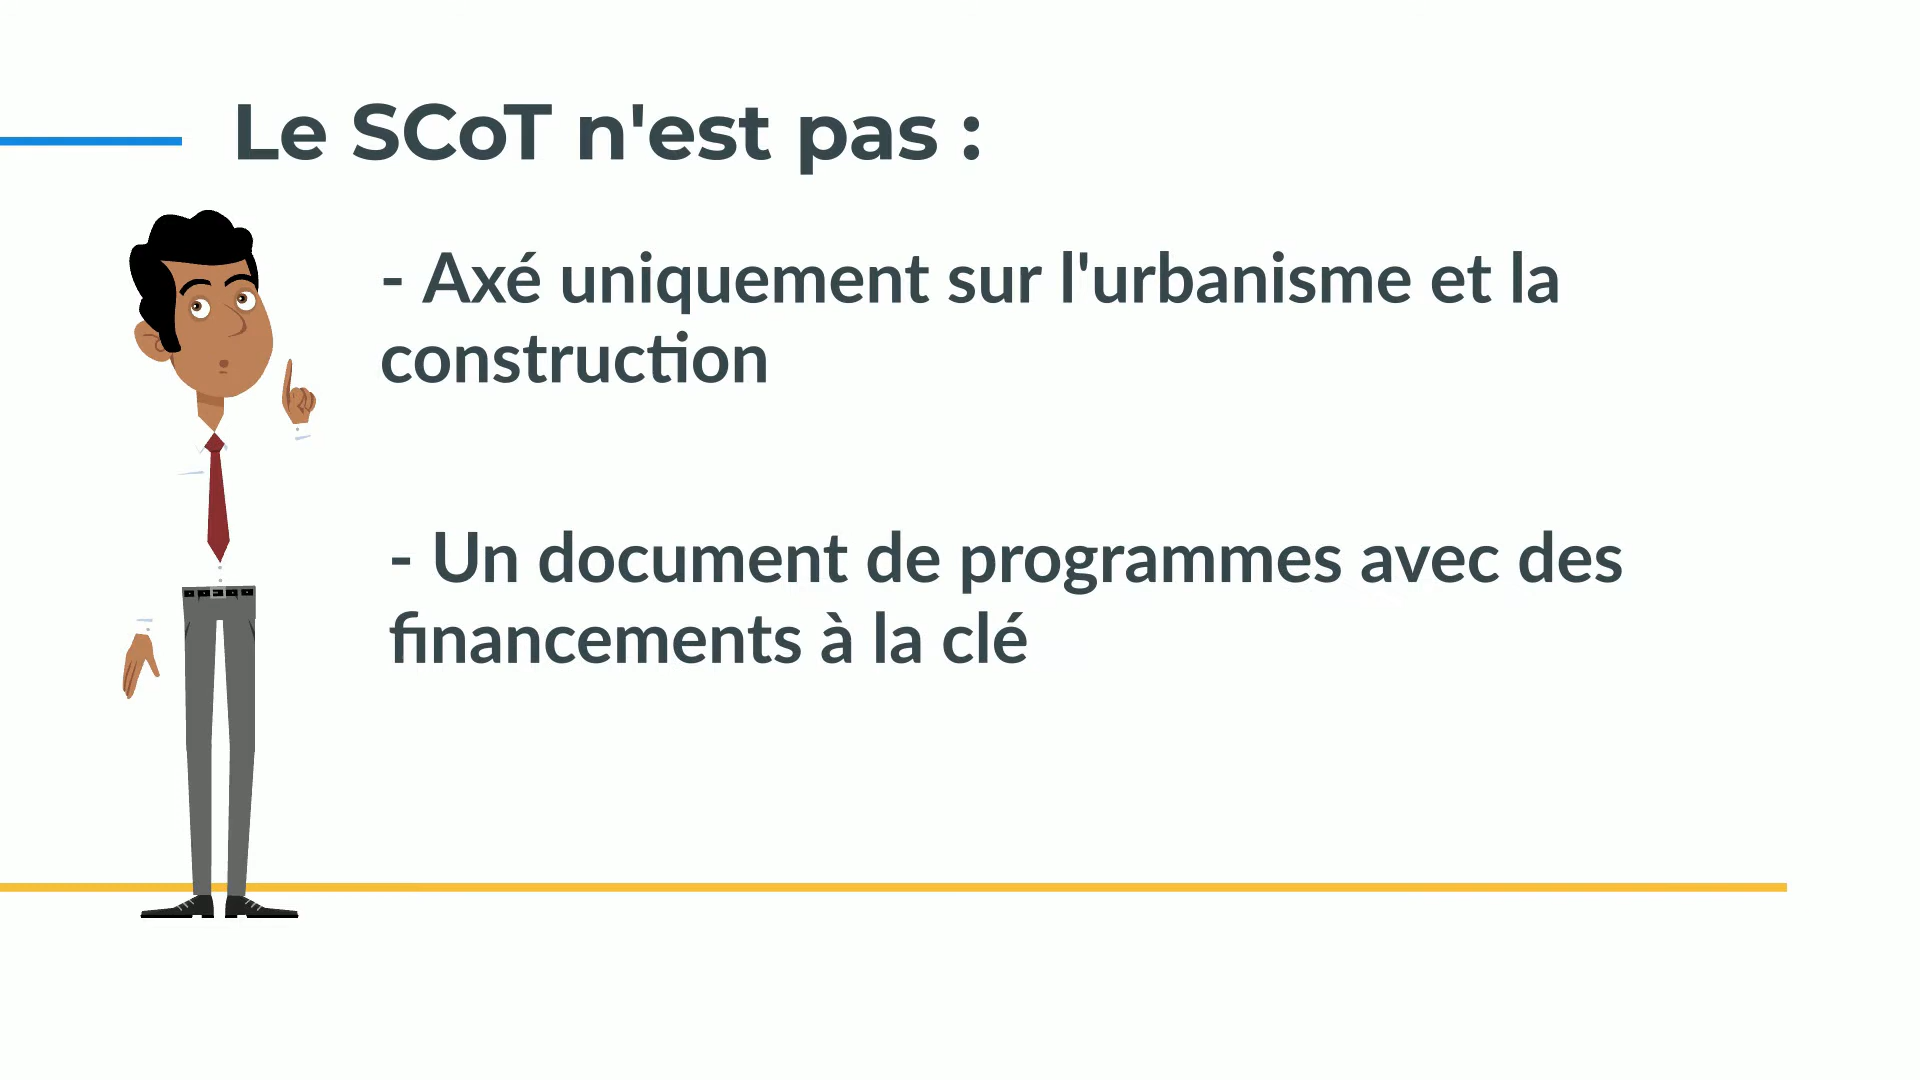 Le SCoT n'est pas :
- Axé uniquement sur l'urbanisme et la
construction
- Un document de programmes avec des
financements à la clé